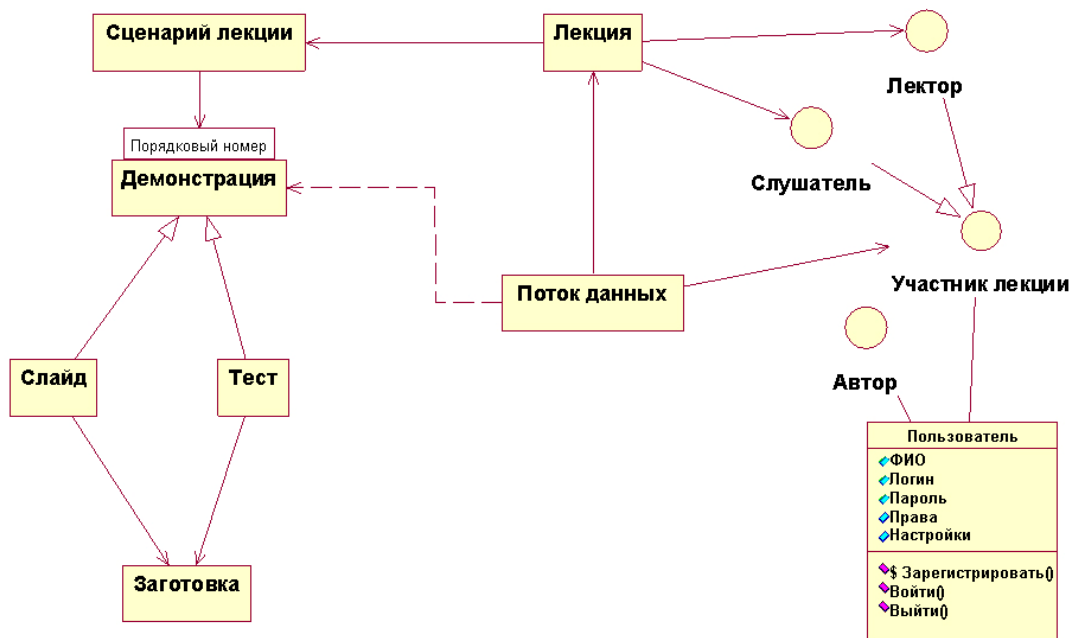 Сценарий лекции
Лекция
Лектор
Порядковый номер
Демонстрация
Слушатель
Поток данных
Участник лекции
Слайд
Тест
Автор
Пользователь
ФИО
Логин
Пароль
Права
Настройки
Заготовка
$ Зарегистрировать()
Войти()
Выйти()